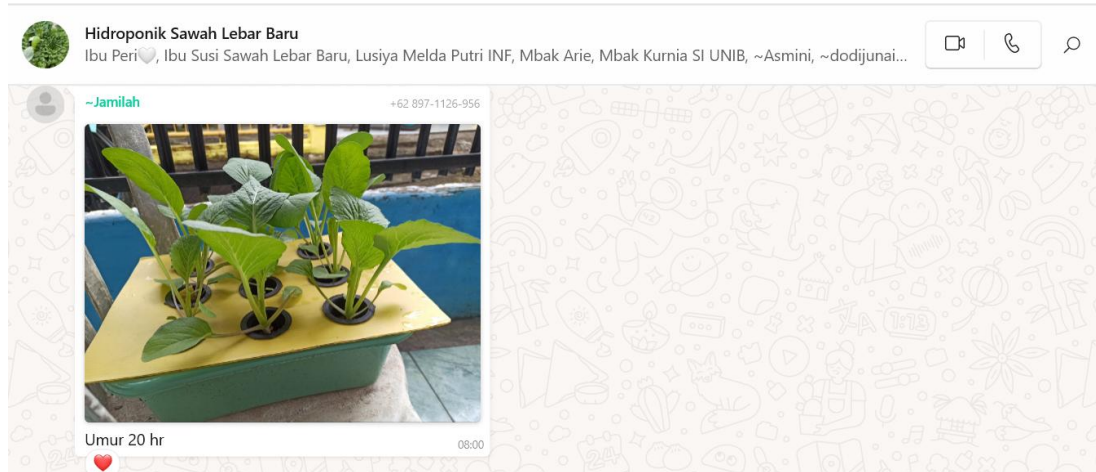 Hidroponik Sawah Lebar Baru
Ibu Peri🤍, Ibu Susi Sawah Lebar Baru, Lusiya Melda Putri INF, Mbak Arie, Mbak Kurnia SI UNIB, ~Asmini, ~dodijunai...
~Jamilah +62 897-1126-956
Umur 20 hr
08:00
❤️